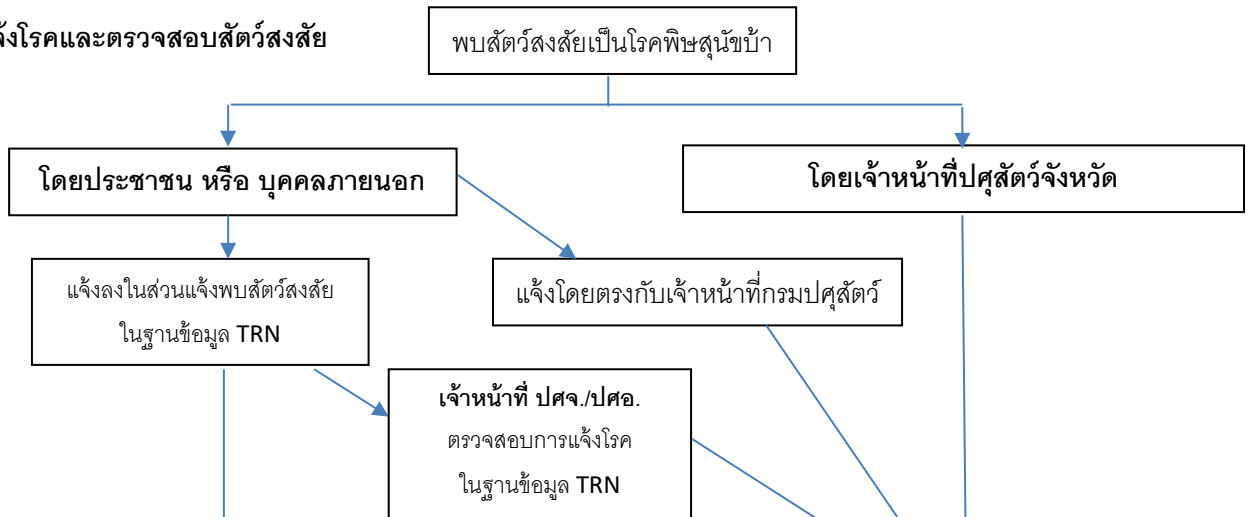 จ้งโรคและตรวจสอบสัตว์สงสัย
พบสัตว์สงสัยเป็นโรคพิษสุนัขบ้า
โดยประชาชน หรือ บุคคลภายนอก
โดยเจ้าหน้าที่ปศุสัตว์จังหวัด
แจ้งลงในส่วนแจ้งพบสัตว์สงสัย
ในฐานข้อมูล TRN
แจ้งโดยตรงกับเจ้าหน้าที่กรมปศุสัตว์
เจ้าหน้าที่ ปศจ./ปศอ.
ตรวจสอบการแจ้งโรค
ในฐานข้อมูล TRN